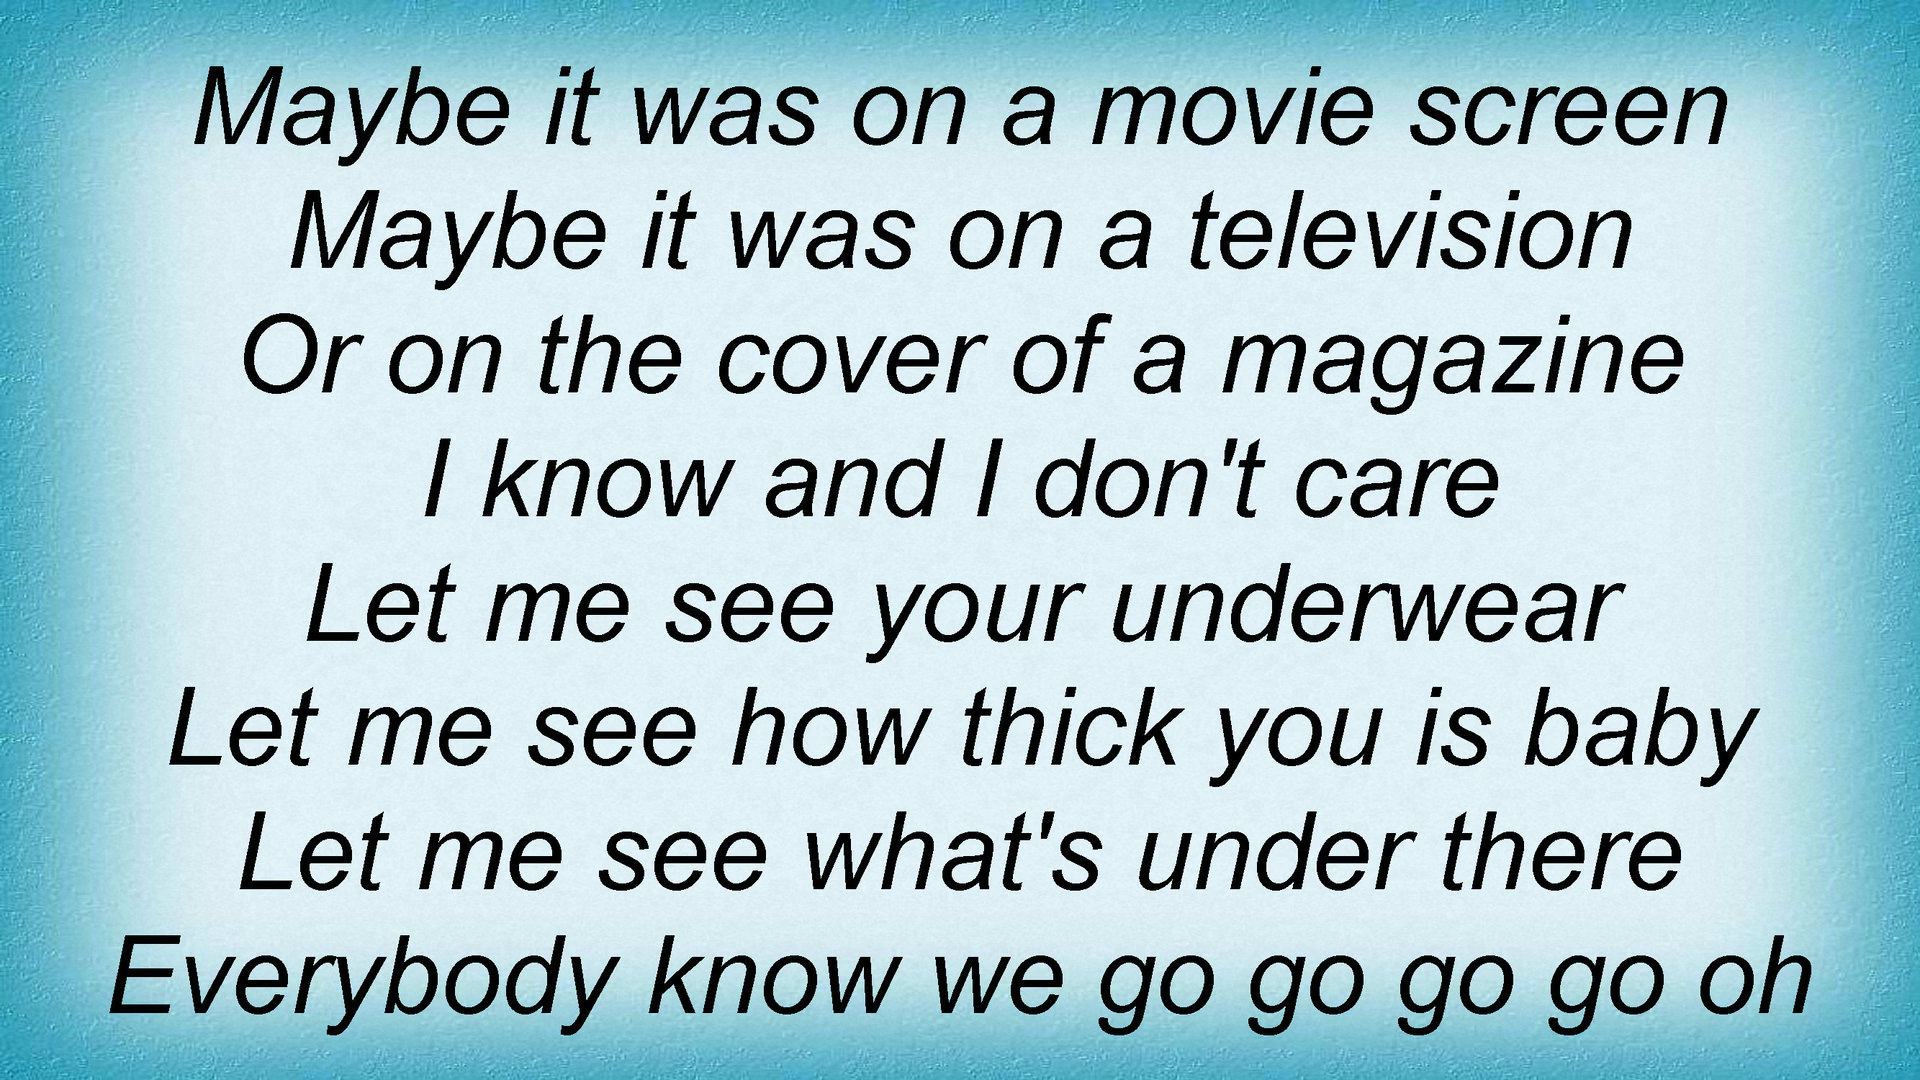 Maybe it was on a movie screen
Maybe it was on a television
Or on the cover of a magazine
I know and I don't care
Let me see your underwear
Let me see how thick you is baby
Let me see what's under there
Everybody know we go go go go oh